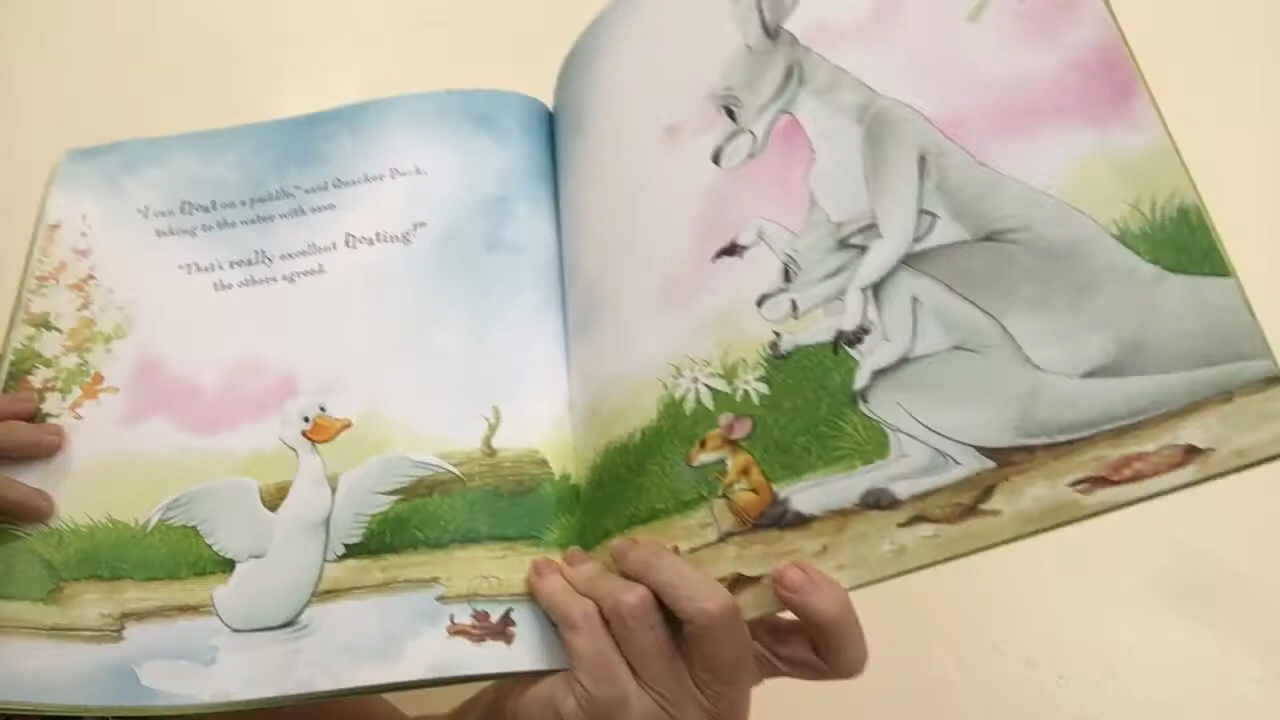 "I can float on a puddle," said Quacker Duck,
taking to the water with ease.
"That's really excellent floating!"
the others agreed.